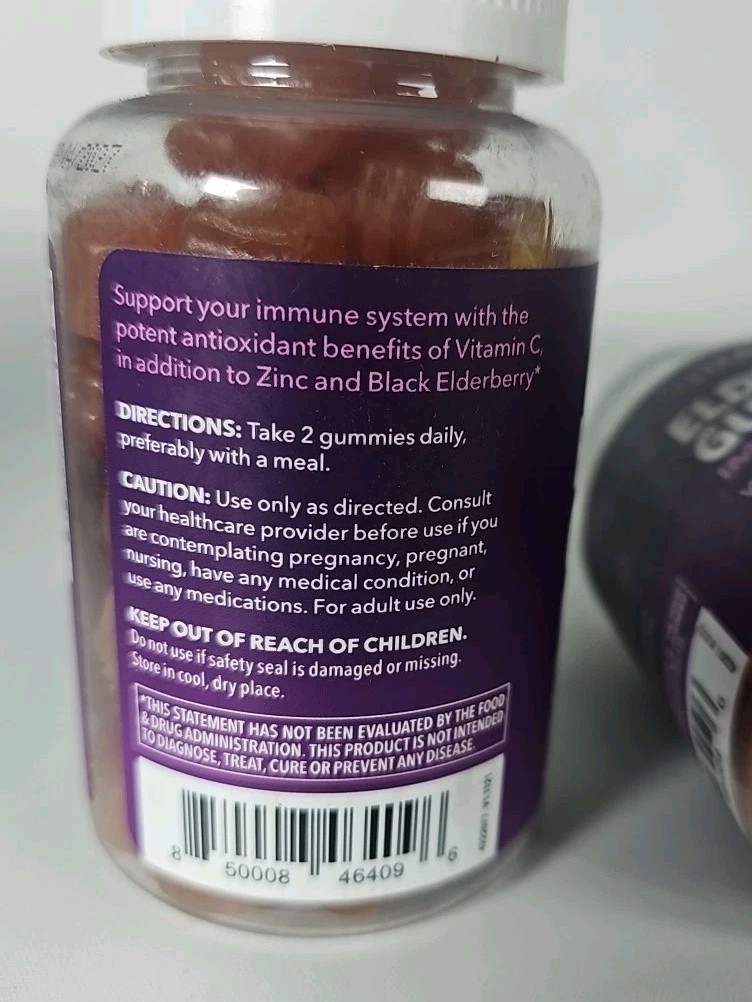 Support your immune system with the
potent antioxidant benefits of Vitamin C,
in addition to Zinc and Black Elderberry*
DIRECTIONS: Take 2 gummies daily,
preferably with a meal.
CAUTION: Use only as directed. Consult
your healthcare provider before use if you
are contemplating pregnancy, pregnant,
nursing, have any medical condition, or
use any medications. For adult use only.
KEEP OUT OF REACH OF CHILDREN.
Do not use if safety seal is damaged or missing.
Store in cool, dry place.
*THIS STATEMENT HAS NOT BEEN EVALUATED BY THE FOOD
& DRUG ADMINISTRATION. THIS PRODUCT IS NOT INTENDED
TO DIAGNOSE, TREAT, CURE OR PREVENT ANY DISEASE.
8 50008 46409 6